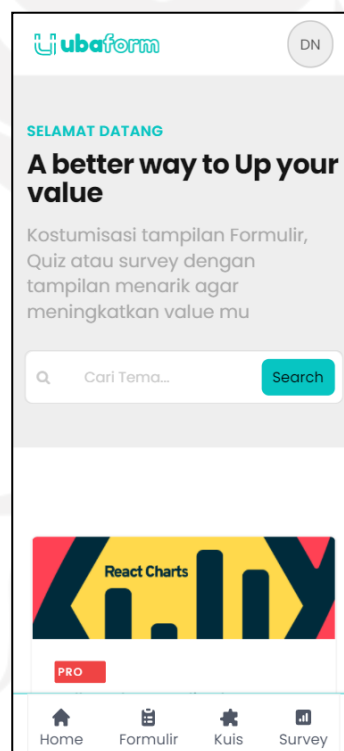 ubaform
DN
SELAMAT DATANG
A better way to Up your
value
Kostumisasi tampilan Formulir,
Quiz atau survey dengan
tampilan menarik agar
meningkatkan value mu
Cari Tema...
Search
React Charts
PRO
Home Formulir Kuis Survey